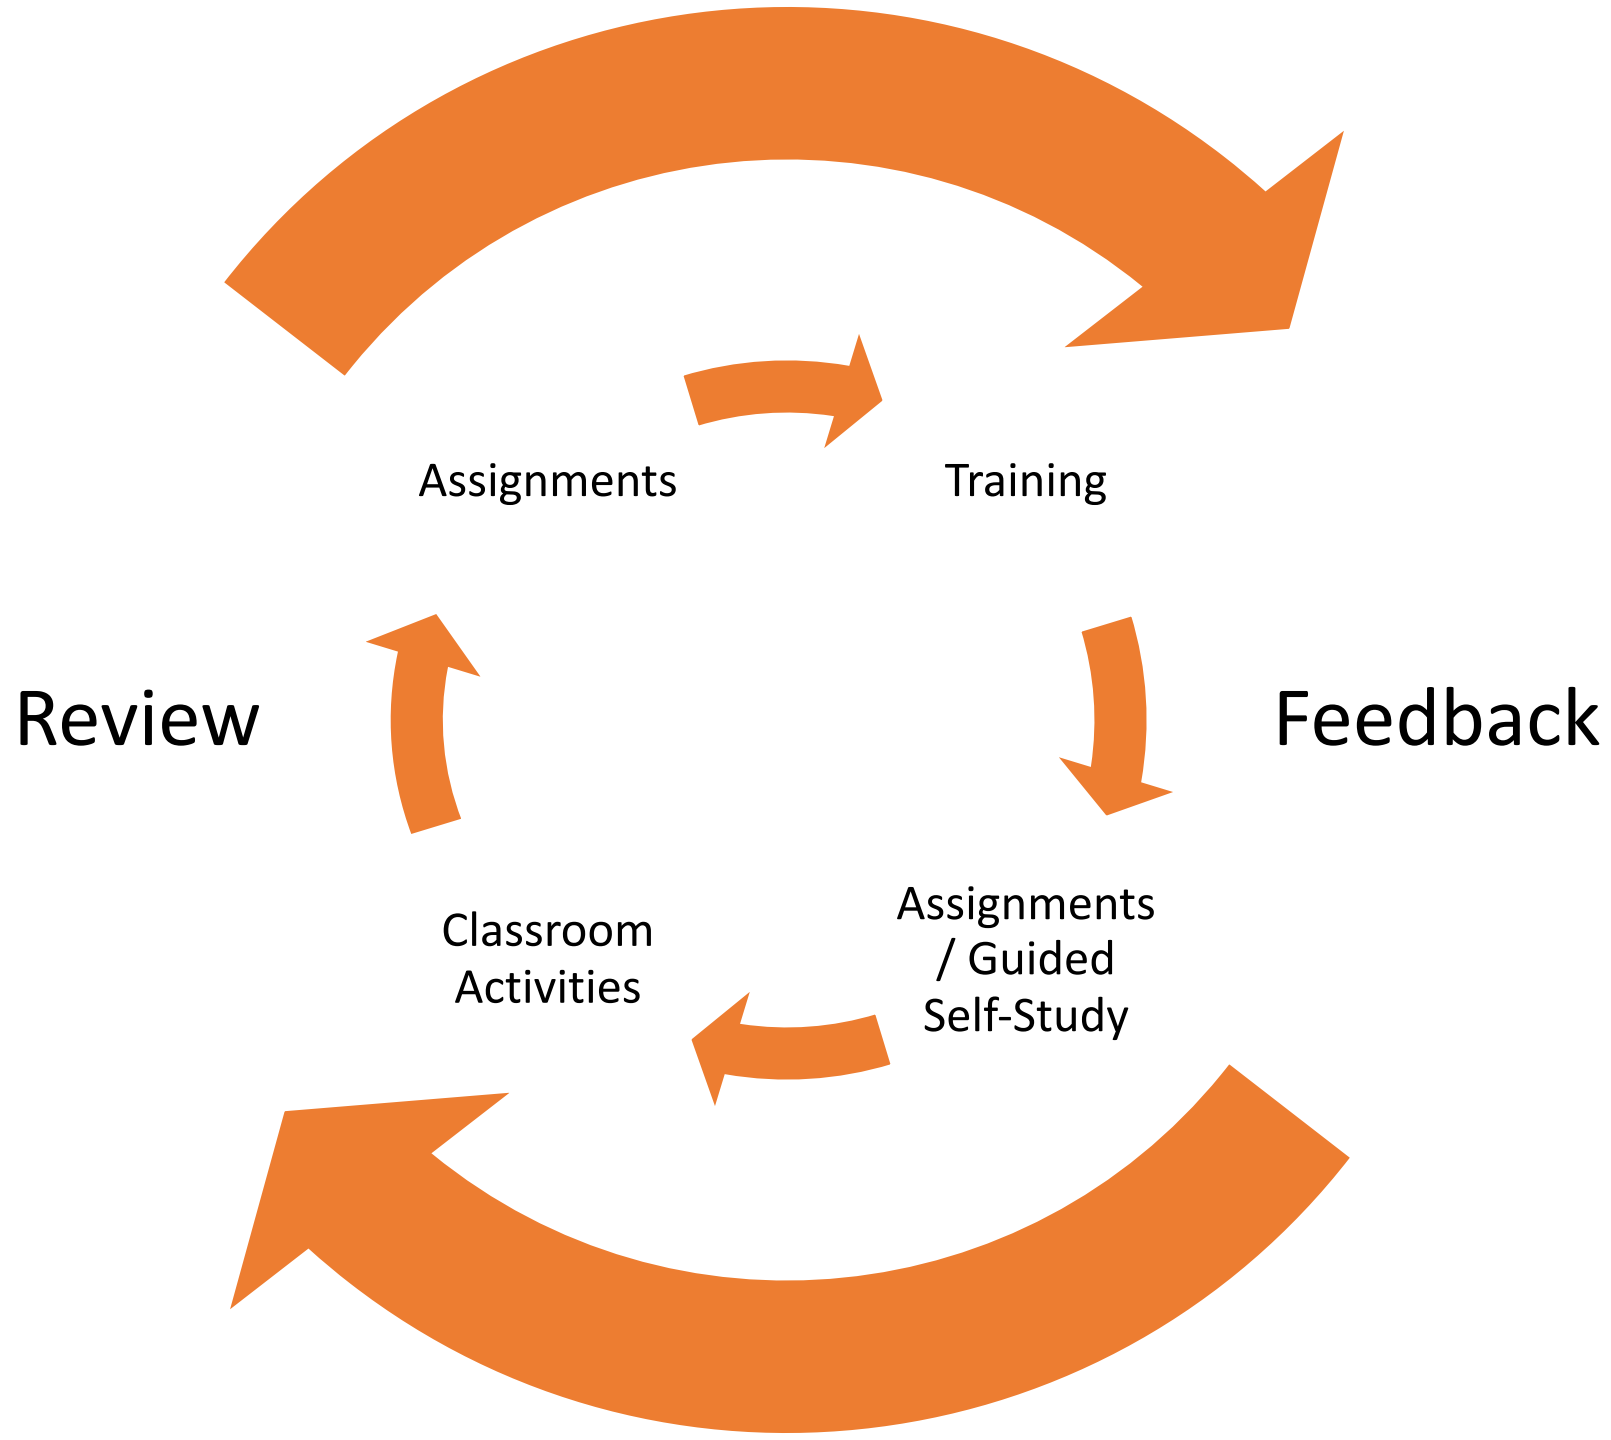 Assignments
Training
Review
Feedback
Assignments
/ Guided
Self-Study
Classroom
Activities